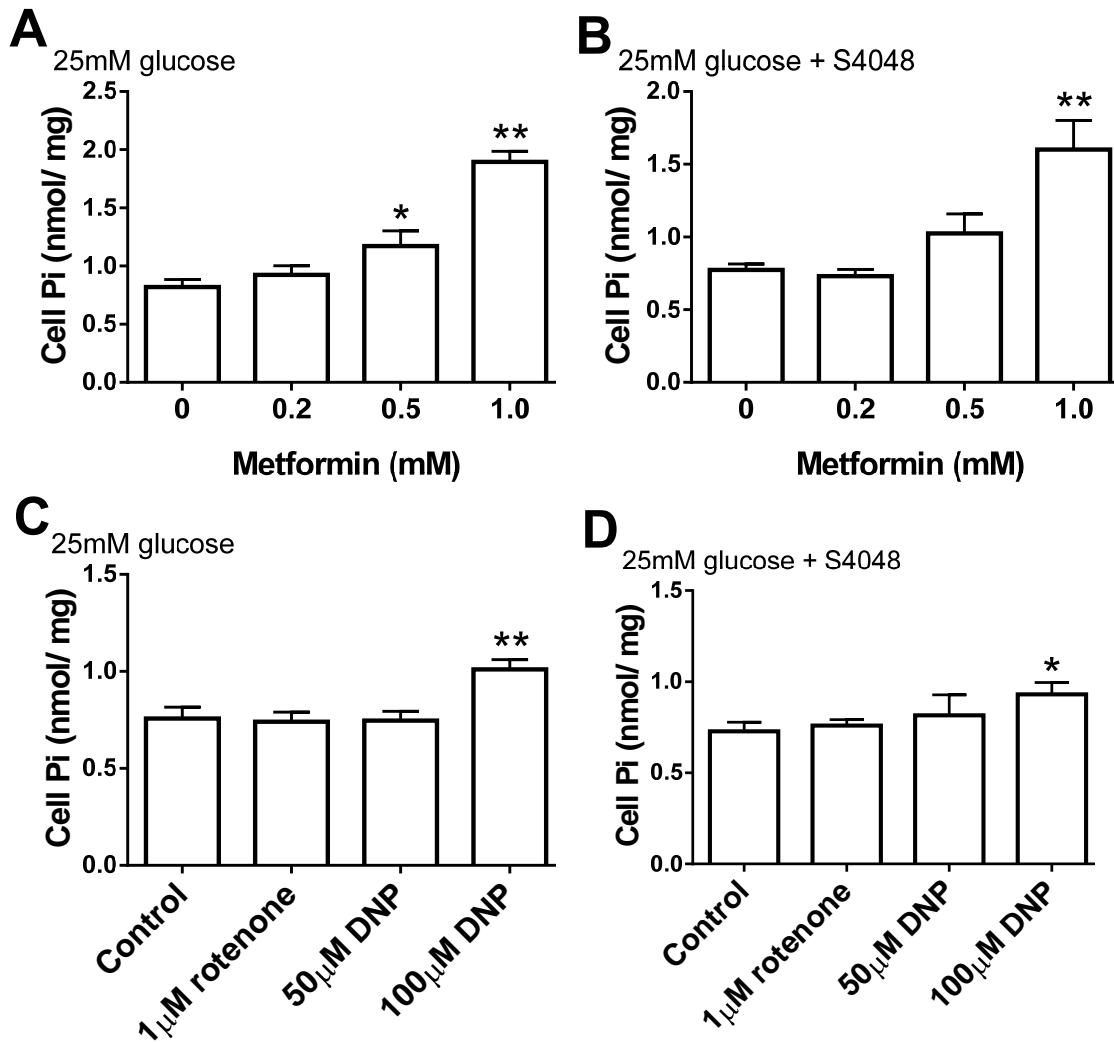 A
25mM glucose
Cell Pi (nmol/ mg)
2.5
2.0
1.5
1.0
0.5
0.0
*
**
0 0.2 0.5 1.0
Metformin (mM)
B
25mM glucose + S4048
Cell Pi (nmol/ mg)
2.0
1.5
1.0
0.5
0.0
**
0 0.2 0.5 1.0
Metformin (mM)
C
25mM glucose
Cell Pi (nmol/ mg)
1.5
1.0
0.5
0.0
**
Control
1μM rotenone
50μM DNP
100μM DNP
D
25mM glucose + S4048
Cell Pi (nmol/ mg)
1.5
1.0
0.5
0.0
*
Control
1μM rotenone
50μM DNP
100μM DNP